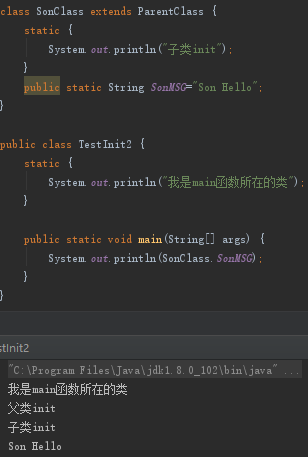 class SonClass extends ParentClass {
static {
System.out.println("子类init");
}
public static String SonMSG="Son Hello";
}
public class TestInit2 {
static {
System.out.println("我是main函数所在的类");
}
public static void main(String[] args) {
System.out.println(SonClass.SonMSG);
}
}
stInit2
"C:\Program Files\Java\jdk1.8.0_102\bin\java" ...
我是main函数所在的类
父类init
子类init
Son Hello